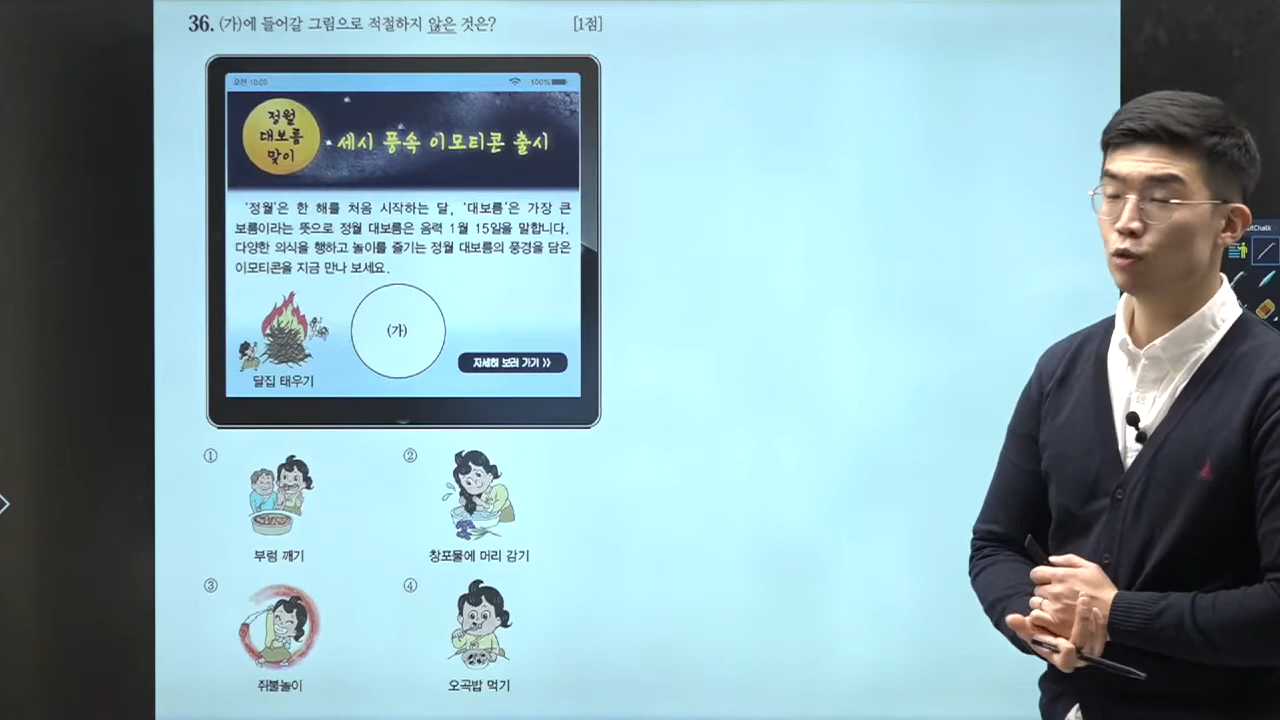 36. (가)에 들어갈 그림으로 적절하지 않은 것은? [1점]
오전 10:00 100%
정월
대보름
맞이
세시 풍속 이모티콘 출시
'정월'은 한 해를 처음 시작하는 달, '대보름'은 가장 큰
보름이라는 뜻으로 정월 대보름은 음력 1월 15일을 말합니다.
다양한 의식을 행하고 놀이를 즐기는 정월 대보름의 풍경을 담은
이모티콘을 지금 만나 보세요.
(가)
자세히 보러 가기 >>
달집 태우기
① ②
부럼 깨기 창포물에 머리 감기
③ ④
쥐불놀이 오곡밥 먹기